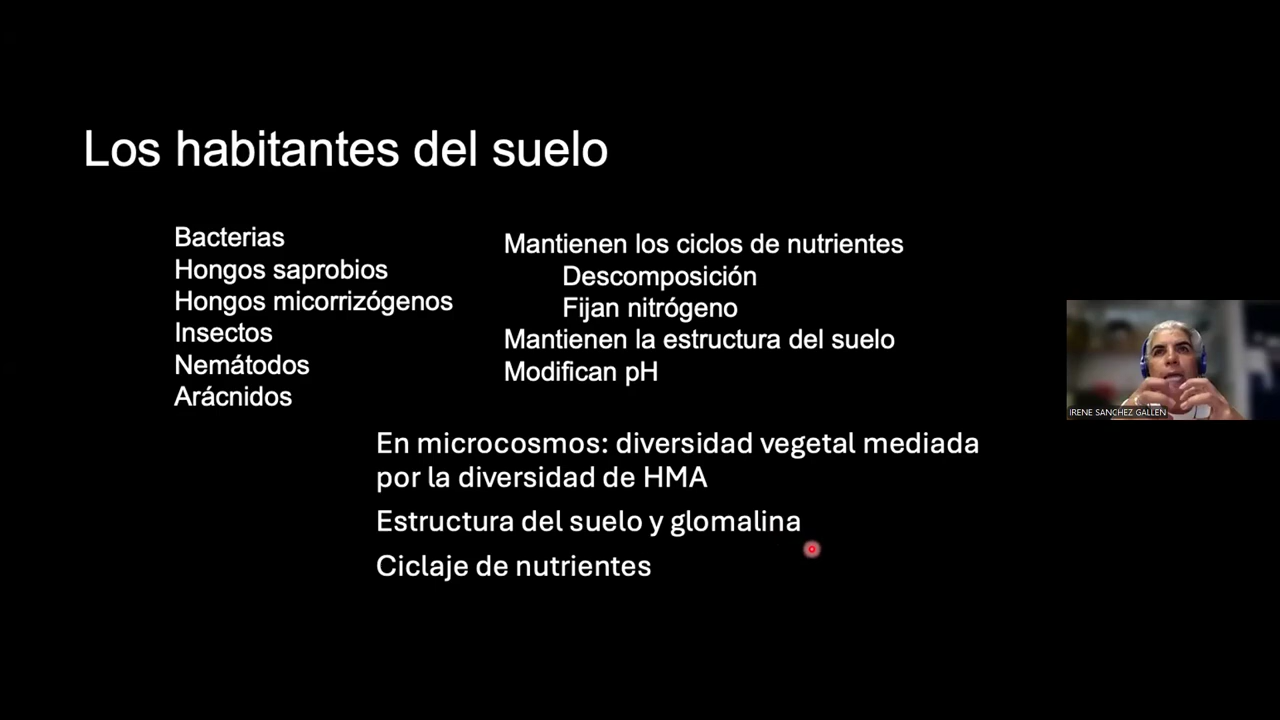 Los habitantes del suelo
Bacterias
Hongos saprobios
Hongos micorrizógenos
Insectos
Nemátodos
Arácnidos
Mantienen los ciclos de nutrientes
Descomposición
Fijan nitrógeno
Mantienen la estructura del suelo
Modifican pH
En microcosmos: diversidad vegetal mediada
por la diversidad de HMA
Estructura del suelo y glomalina
Ciclaje de nutrientes
IRENE SANCHEZ GALLEN